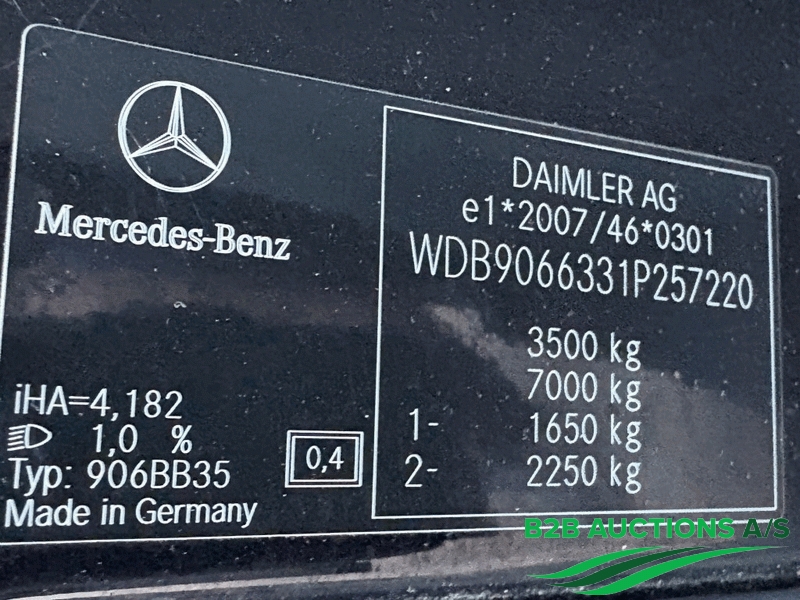 Mercedes-Benz
iHA=4,182
1,0 %
Typ: 906BB35
Made in Germany
0,4
DAIMLER AG
e1*2007/46*0301
WDB9066331P257220
3500 kg
7000 kg
1- 1650 kg
2- 2250 kg
B2B AUCTIONS A/S